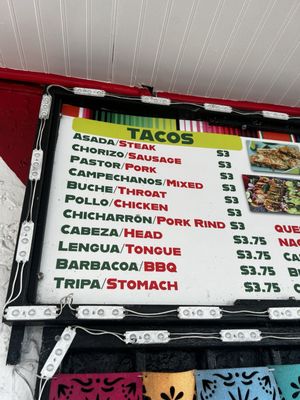 TACOS
ASADA/STEAK $3
CHORIZO/SAUSAGE $3
PASTOR/PORK $3
CAMPECHANOS/MIXED $3
BUCHE/THROAT $3
POLLO/CHICKEN $3
CHICHARRÓN/PORK RIND $3
CABEZA/HEAD $3.75
LENGUA/TONGUE $3.75
BARBACOA/BBQ $3.75
TRIPA/STOMACH $3.75